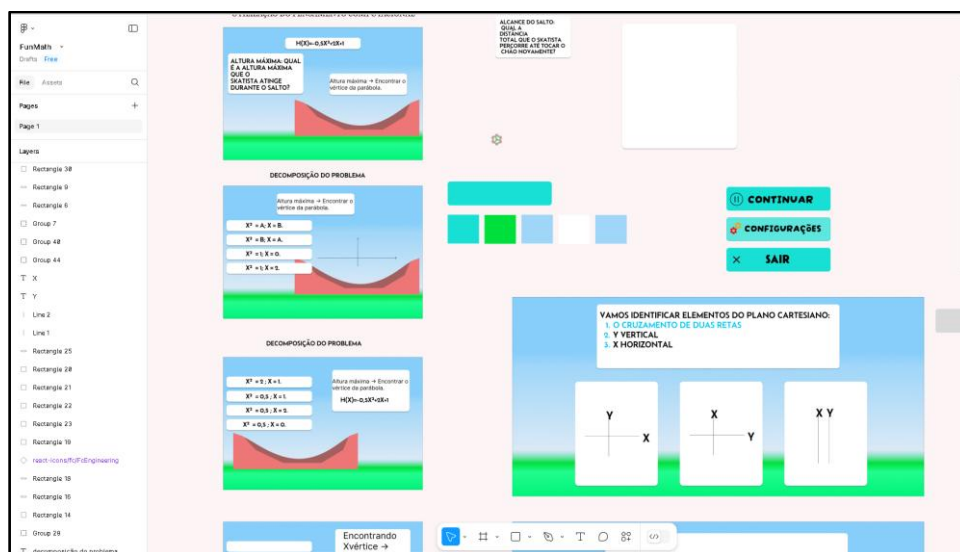 FunMath
Drafts Free
File Assets
Pages
Page 1
Layers
Rectangle 30
Rectangle 9
Rectangle 6
Group 7
Group 40
Group 44
X
Y
Line 2
Line 1
Rectangle 25
Rectangle 20
Rectangle 21
Rectangle 22
Rectangle 23
Rectangle 19
react-icons/fc/FcEngineering
Rectangle 18
Rectangle 16
Rectangle 14
Group 29
decomposição do problema
H(X)=-0,5X²+2X+1
ALTURA MÁXIMA: QUAL
É A ALTURA MÁXIMA
QUE O
SKATISTA ATINGE
DURANTE O SALTO?
Altura máxima → Encontrar o
vértice da parábola.
DECOMPOSIÇÃO DO PROBLEMA
Altura máxima → Encontrar o
vértice da parábola.
X² = A; X = B.
X² = B; X = A.
X² = 1; X = 0.
X² = 1; X = 2.
DECOMPOSIÇÃO DO PROBLEMA
X² = 2 ; X = 1.
X² = 0,5 ; X = 1.
X² = 0,5 ; X = 2.
X² = 0,5 ; X = 0.
Altura máxima → Encontrar o
vértice da parábola.
H(X)=-0,5X²+2X+1
Encontrando
Xvértice →
ALCANCE DO SALTO:
QUAL A
DISTÂNCIA
TOTAL QUE O SKATISTA
PERCORRE ATÉ TOCAR O
CHÃO NOVAMENTE?
CONTINUAR
CONFIGURAÇÕES
SAIR
VAMOS IDENTIFICAR ELEMENTOS DO PLANO CARTESIANO:
1. O CRUZAMENTO DE DUAS RETAS
2. Y VERTICAL
3. X HORIZONTAL
Y
X
X
Y
X Y